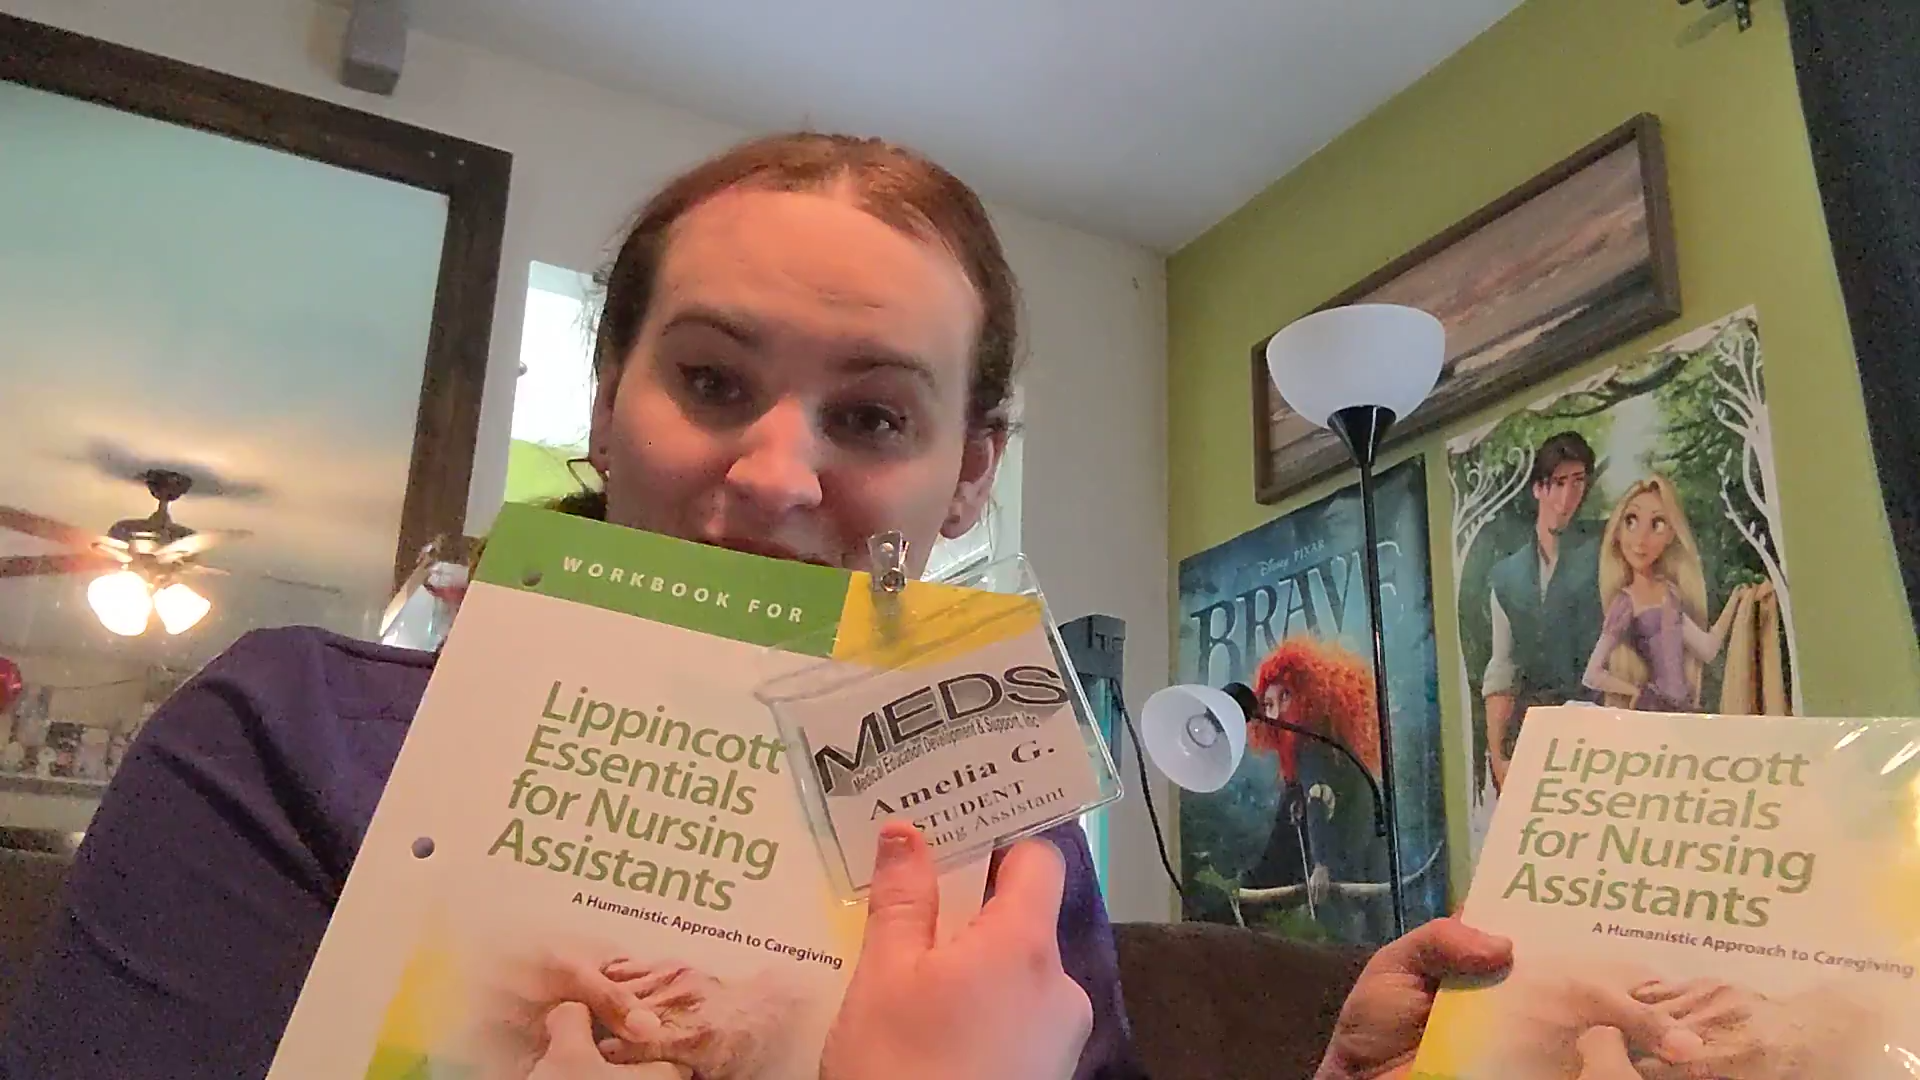 WORKBOOK FOR
Lippincott
Essentials
for Nursing
Assistants
A Humanistic Approach to Caregiving
MEDS
Medical Education Development & Support, Inc
Amelia G.
STUDENT
Assistant
DISNEY PIXAR
BRAVE
Lippincott
Essentials
for Nursing
Assistants
A Humanistic Approach to Caregiving